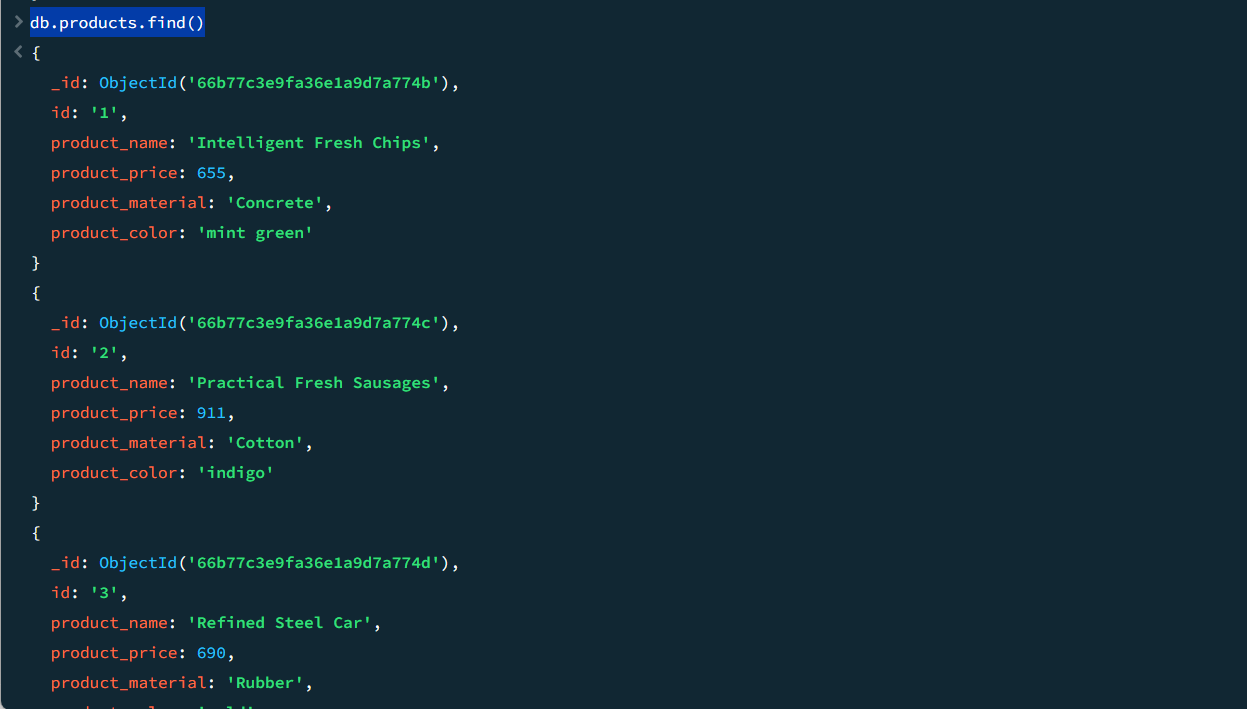 db.products.find()
{
_id: ObjectId('66b77c3e9fa36e1a9d7a774b'),
id: '1',
product_name: 'Intelligent Fresh Chips',
product_price: 655,
product_material: 'Concrete',
product_color: 'mint green'
}
{
_id: ObjectId('66b77c3e9fa36e1a9d7a774c'),
id: '2',
product_name: 'Practical Fresh Sausages',
product_price: 911,
product_material: 'Cotton',
product_color: 'indigo'
}
{
_id: ObjectId('66b77c3e9fa36e1a9d7a774d'),
id: '3',
product_name: 'Refined Steel Car',
product_price: 690,
product_material: 'Rubber',